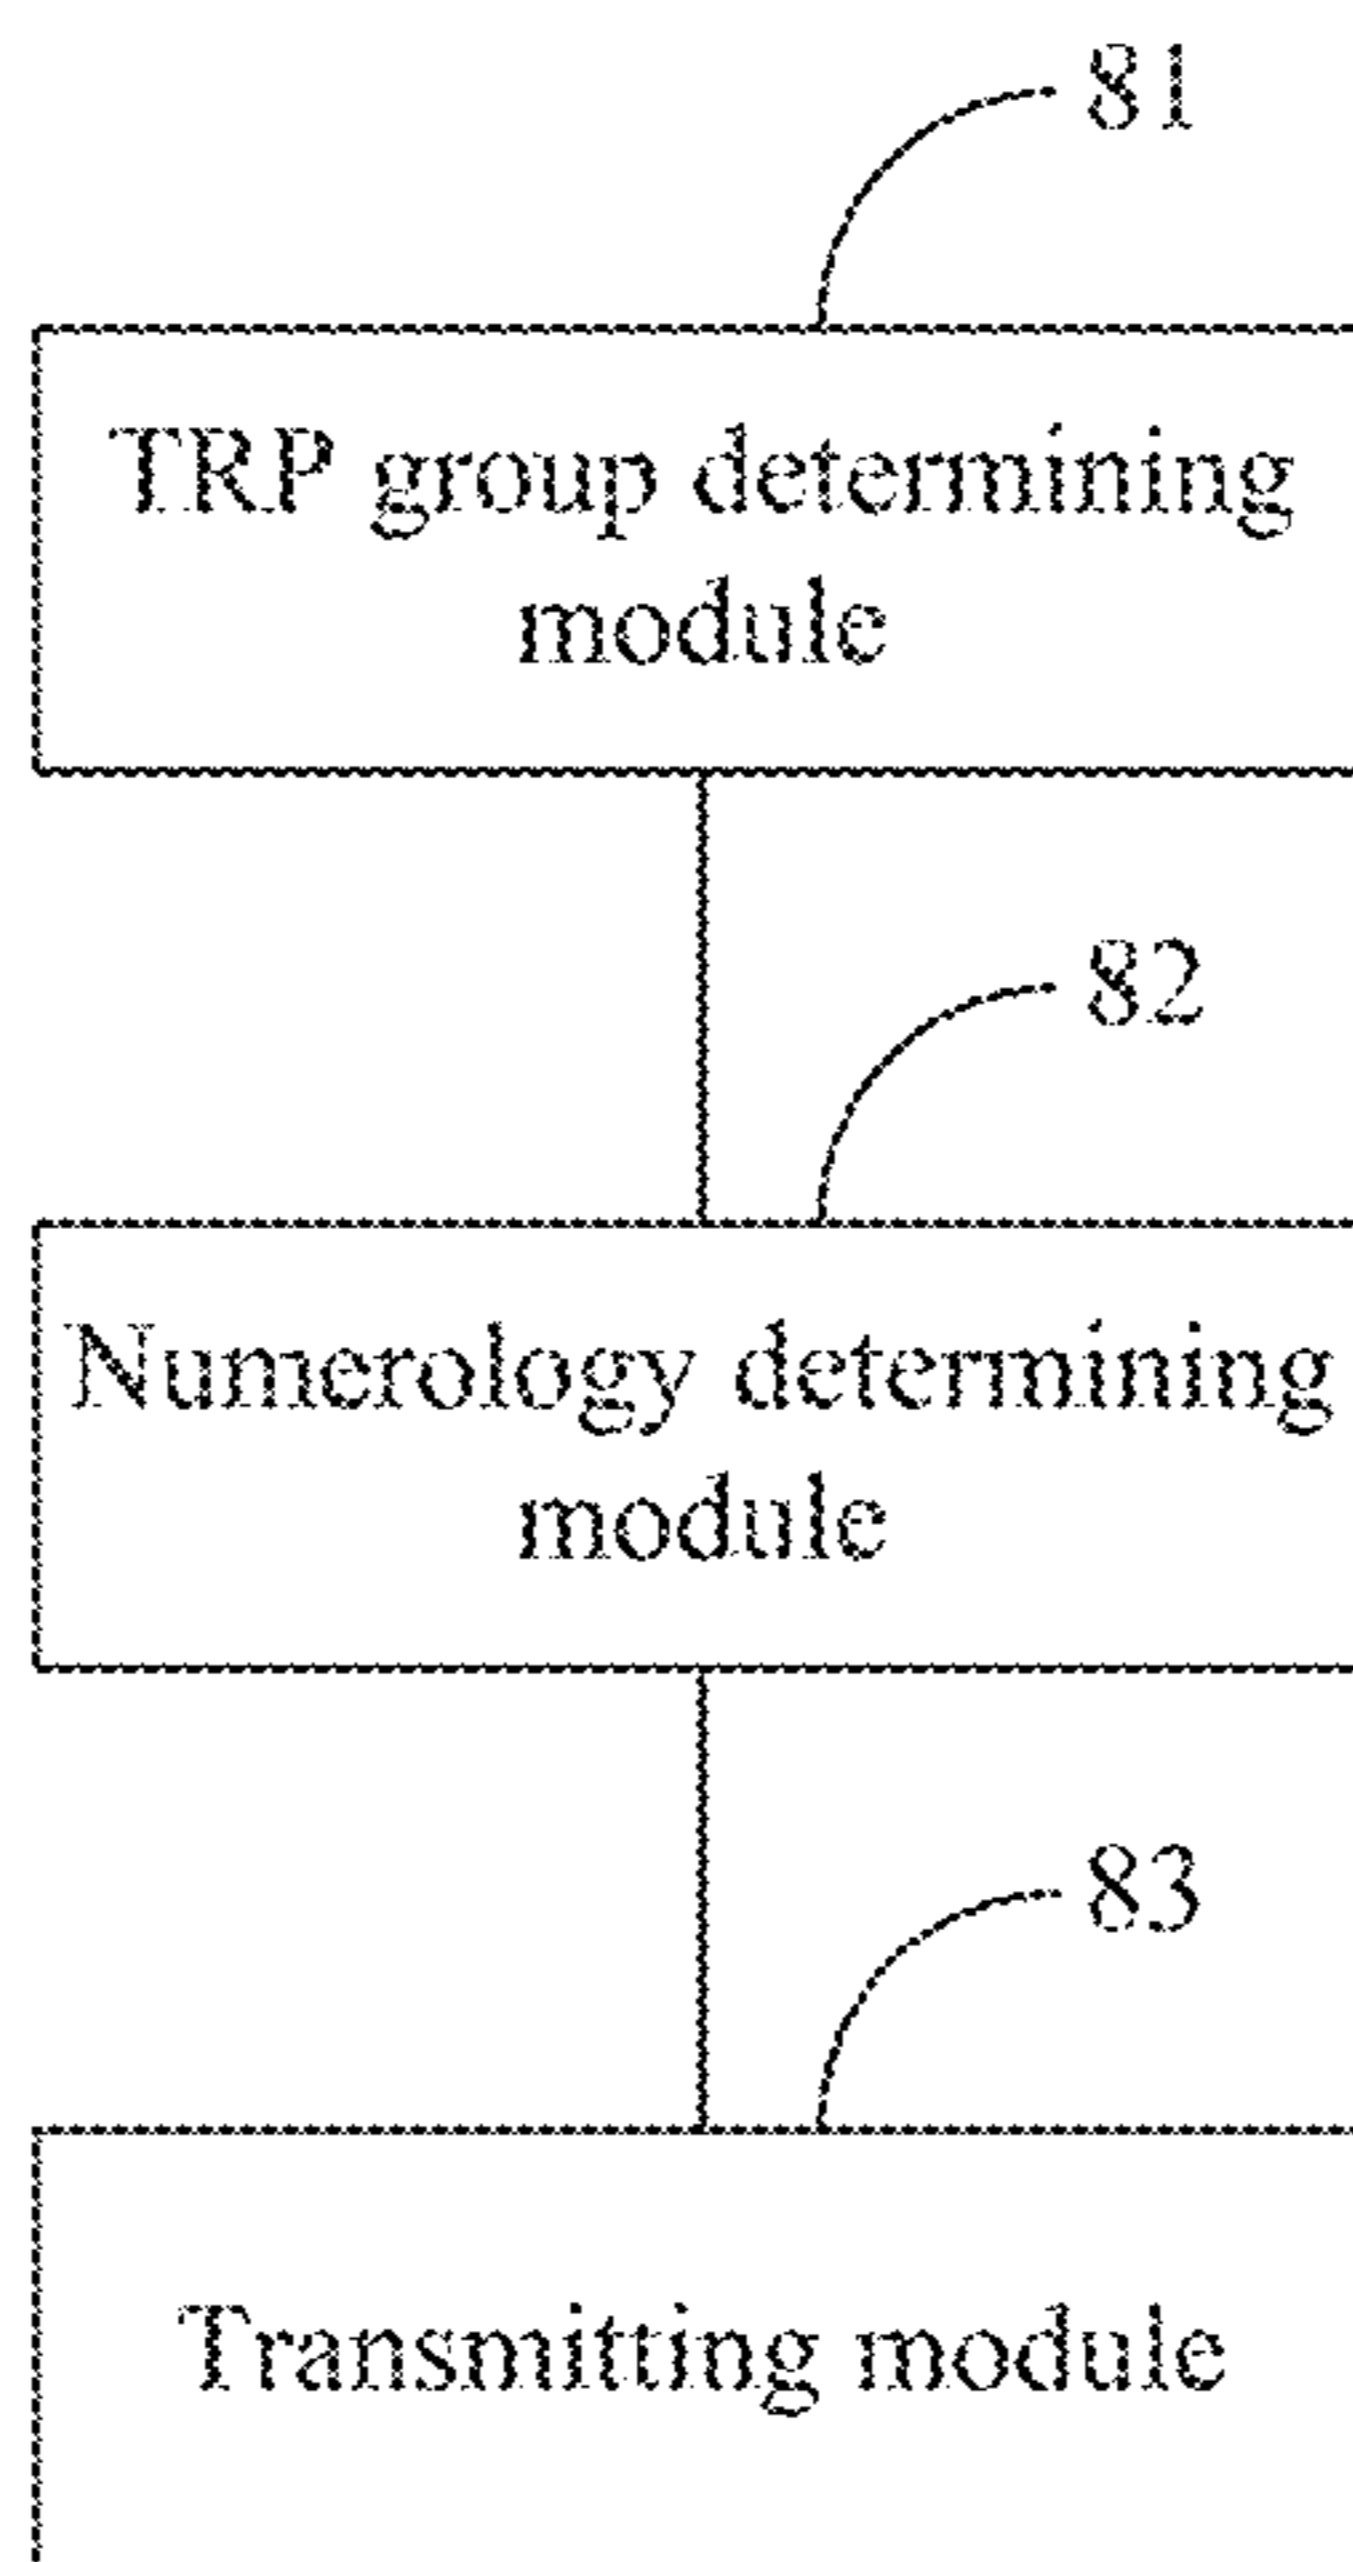 81
TRP group determining
module
82
Numerology determining
module
83
Transmitting module